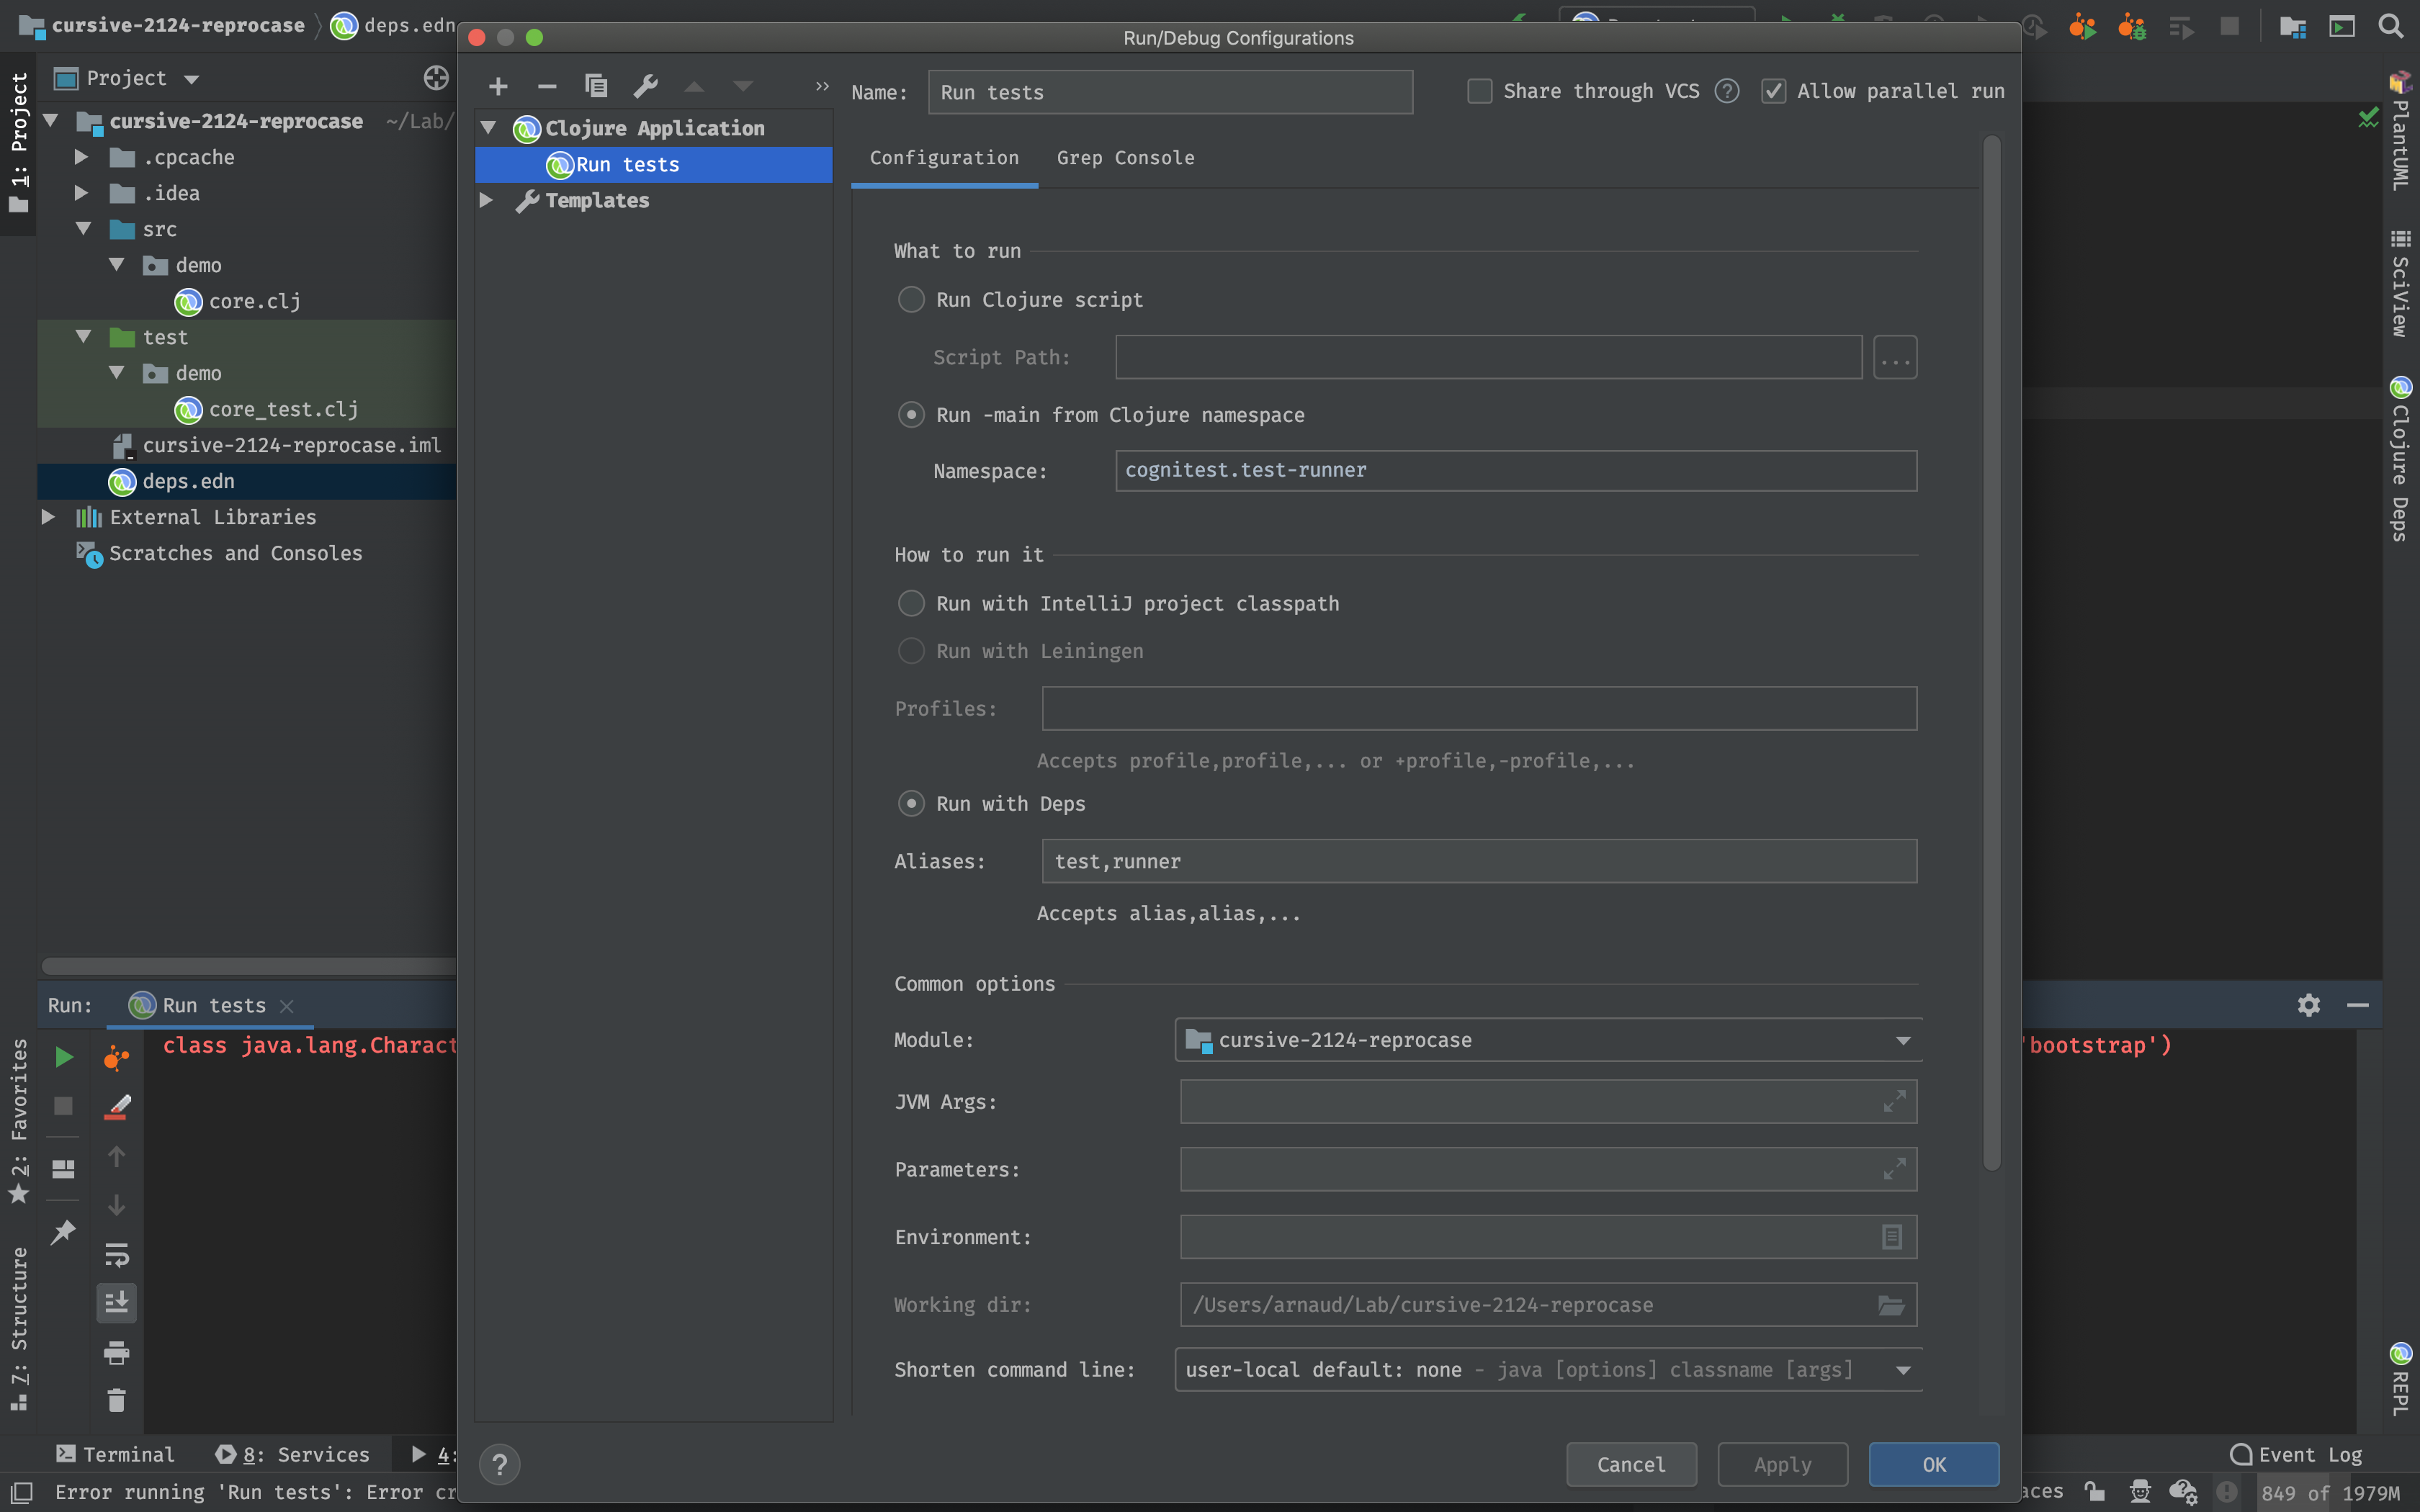 cursive-2124-reprocase
deps.edn
Run/Debug Configurations
1: Project
Project
cursive-2124-reprocase ~/Lab/
.cpcache
.idea
src
demo
core.clj
test
demo
core_test.clj
cursive-2124-reprocase.iml
deps.edn
External Libraries
Scratches and Consoles
Clojure Application
Run tests
Templates
Name: Run tests
Share through VCS ?
Allow parallel run
Configuration Grep Console
What to run
Run Clojure script
Script Path: ...
Run -main from Clojure namespace
Namespace: cognitest.test-runner
How to run it
Run with IntelliJ project classpath
Run with Leiningen
Profiles:
Accepts profile,profile,... or +profile,-profile,...
Run with Deps
Aliases: test,runner
Accepts alias,alias,...
Common options
Module: cursive-2124-reprocase
JVM Args:
Parameters:
Environment:
Working dir: /Users/arnaud/Lab/cursive-2124-reprocase
Shorten command line: user-local default: none - java [options] classname [args]
? Cancel Apply OK
PlantUML
SciView
Clojure Deps
REPL
Run: Run tests
class java.lang.Charact
'bootstrap')
2: Favorites
7: Structure
Terminal 8: Services 4:
Event Log
Error running 'Run tests': Error cr
aces
849 of 1979M